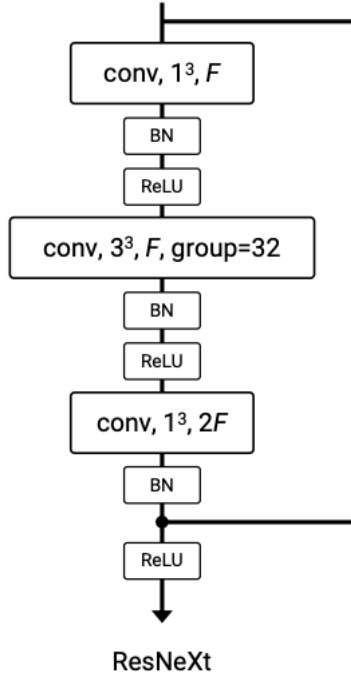 conv, 1³, F
BN
ReLU
conv, 3³, F, group=32
BN
ReLU
conv, 1³, 2F
BN
ReLU
ResNeXt